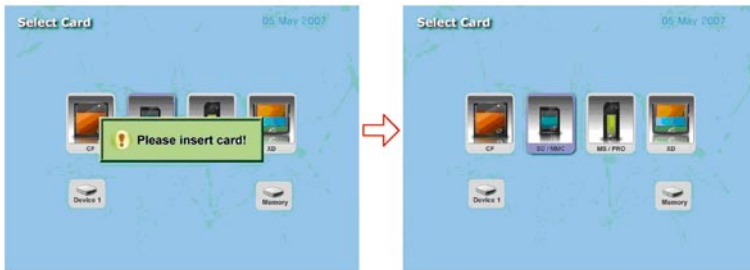 Select Card
05 May 2007
Please insert card!
CF
XD
Device 1
Memory
Select Card
05 May 2007
CF
SD / MMC
MS / PRO
XD
Device 1
Memory